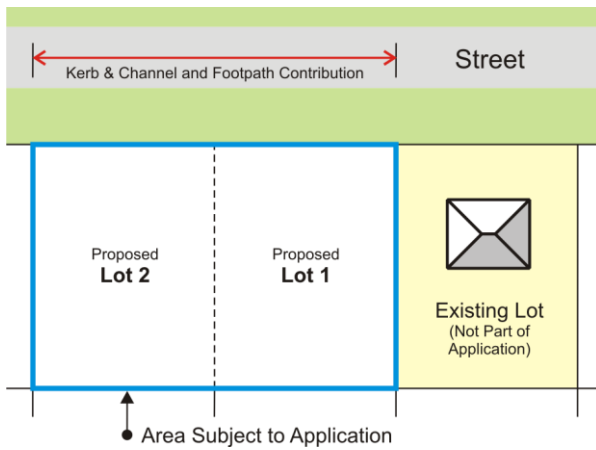 Street
Kerb & Channel and Footpath Contribution
Proposed
Lot 2
Proposed
Lot 1
Existing Lot
(Not Part of
Application)
Area Subject to Application